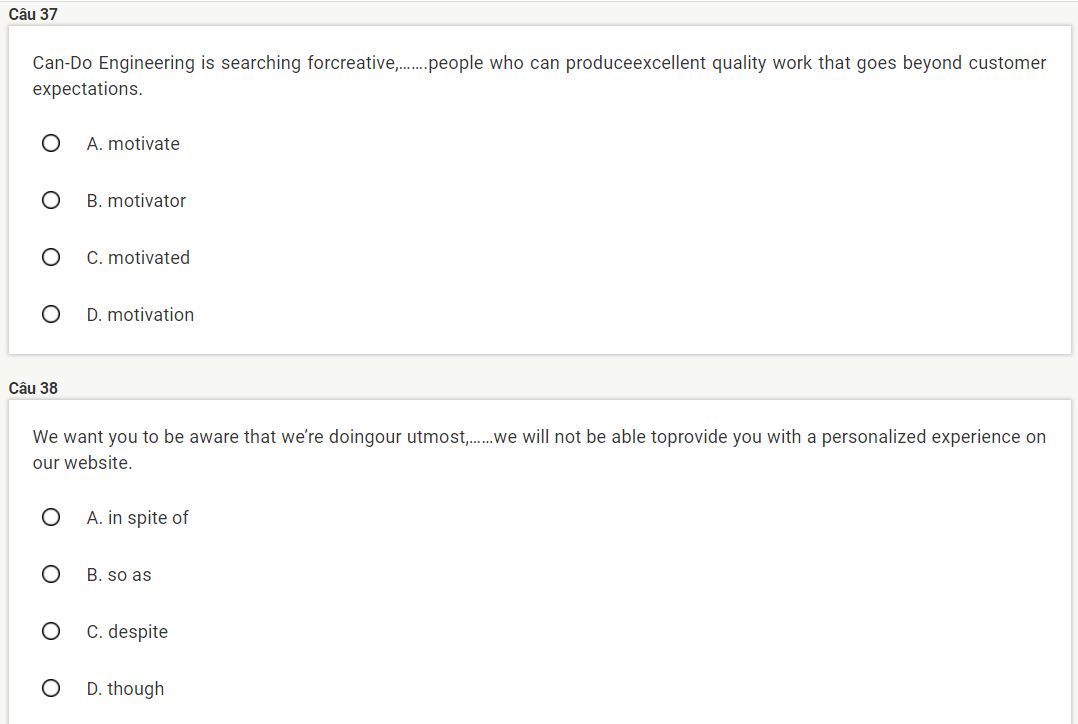 Câu 37
Can-Do Engineering is searching forcreative,.......people who can produceexcellent quality work that goes beyond customer
expectations.
A. motivate
B. motivator
C. motivated
D. motivation
Câu 38
We want you to be aware that we’re doingour utmost,......we will not be able toprovide you with a personalized experience on
our website.
A. in spite of
B. so as
C. despite
D. though